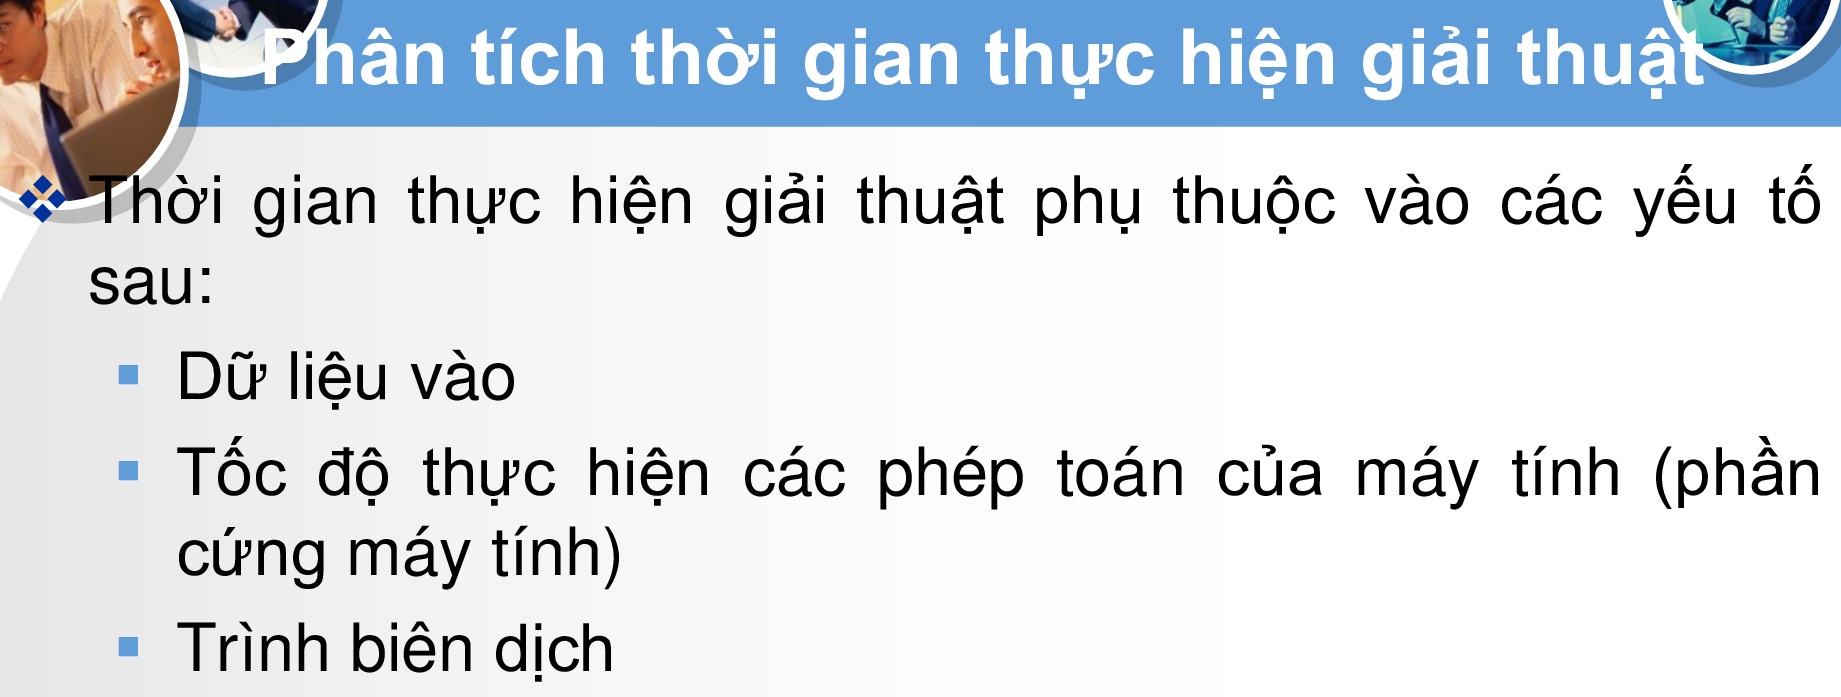 Phân tích thời gian thực hiện giải thuật
Thời gian thực hiện giải thuật phụ thuộc vào các yếu tố
sau:
Dữ liệu vào
Tốc độ thực hiện các phép toán của máy tính (phần
cứng máy tính)
Trình biên dịch